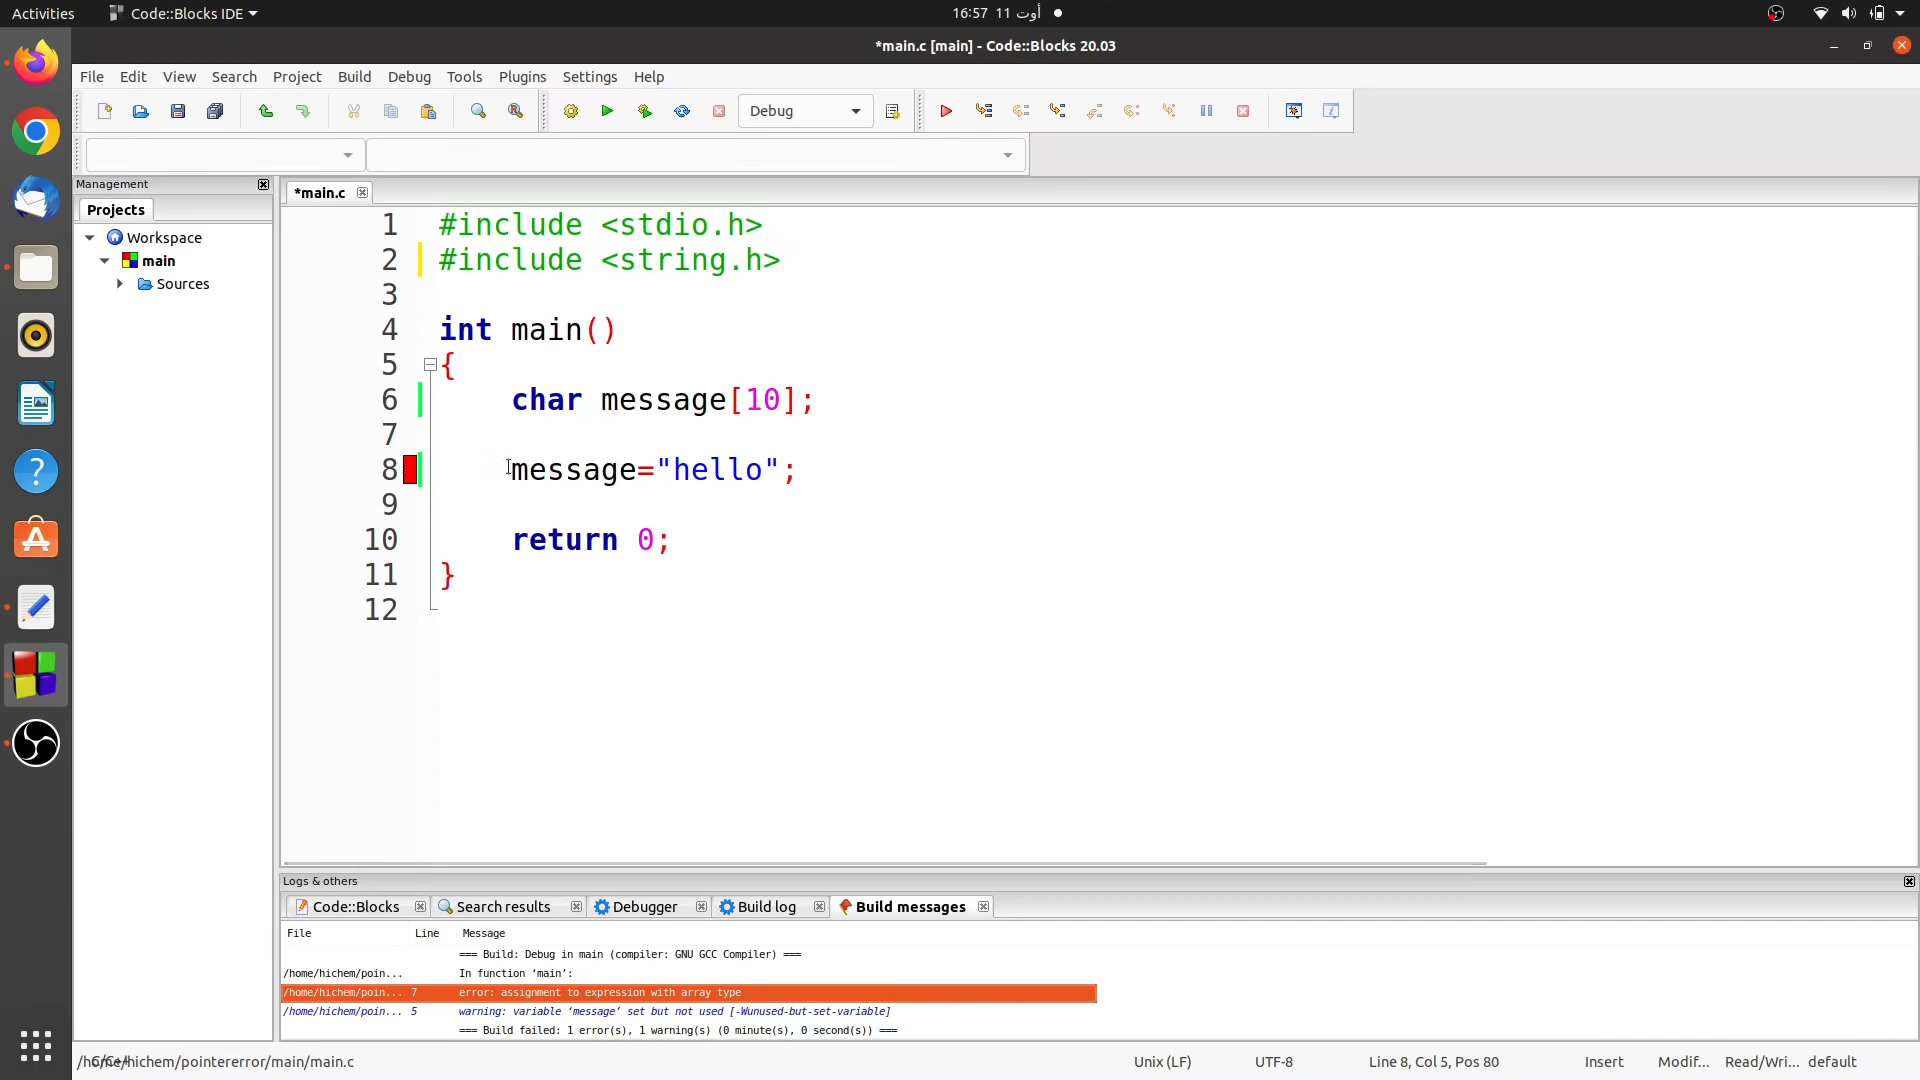 Activities
Code::Blocks IDE
16:57 11 أوت
*main.c [main] - Code::Blocks 20.03
File Edit View Search Project Build Debug Tools Plugins Settings Help
Debug
Management
Projects
Workspace
main
Sources
*main.c
1 #include <stdio.h>
2 #include <string.h>
3
4 int main()
5 {
6 char message[10];
7
8 message="hello";
9
10 return 0;
11 }
12
Logs & others
Code::Blocks Search results Debugger Build log Build messages
File Line Message
=== Build: Debug in main (compiler: GNU GCC Compiler) ===
/home/hichem/poin... In function ‘main’:
/home/hichem/poin... 7 error: assignment to expression with array type
/home/hichem/poin... 5 warning: variable ‘message’ set but not used [-Wunused-but-set-variable]
=== Build failed: 1 error(s), 1 warning(s) (0 minute(s), 0 second(s)) ===
/home/hichem/pointererror/main/main.c C/C++ Unix (LF) UTF-8 Line 8, Col 5, Pos 80 Insert Modif... Read/Wri... default